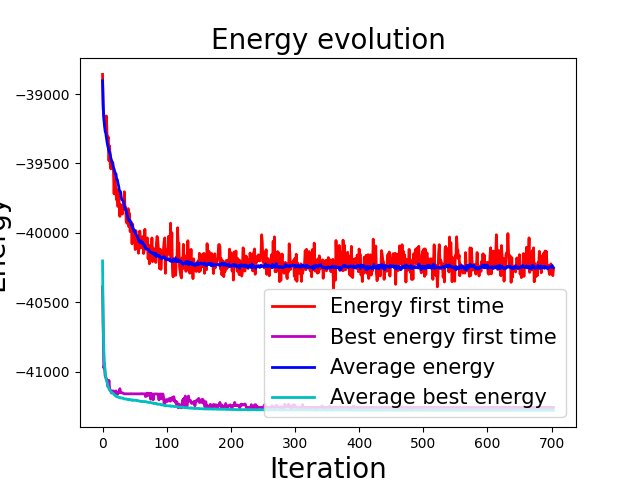 Energy evolution
Energy
−39000
−39500
−40000
−40500
−41000
0 100 200 300 400 500 600 700
Iteration
Energy first time
Best energy first time
Average energy
Average best energy